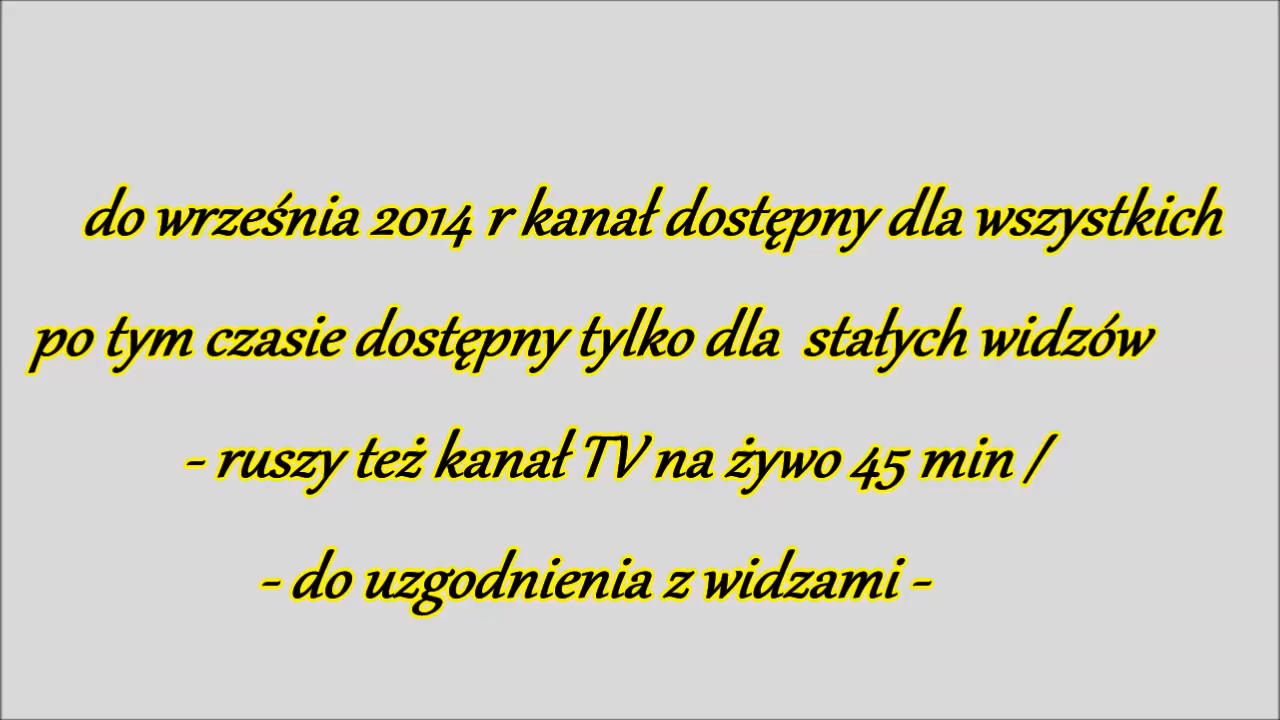 do września 2014 r kanał dostępny dla wszystkich
po tym czasie dostępny tylko dla stałych widzów
- ruszy też kanał TV na żywo 45 min /
- do uzgodnienia z widzami -